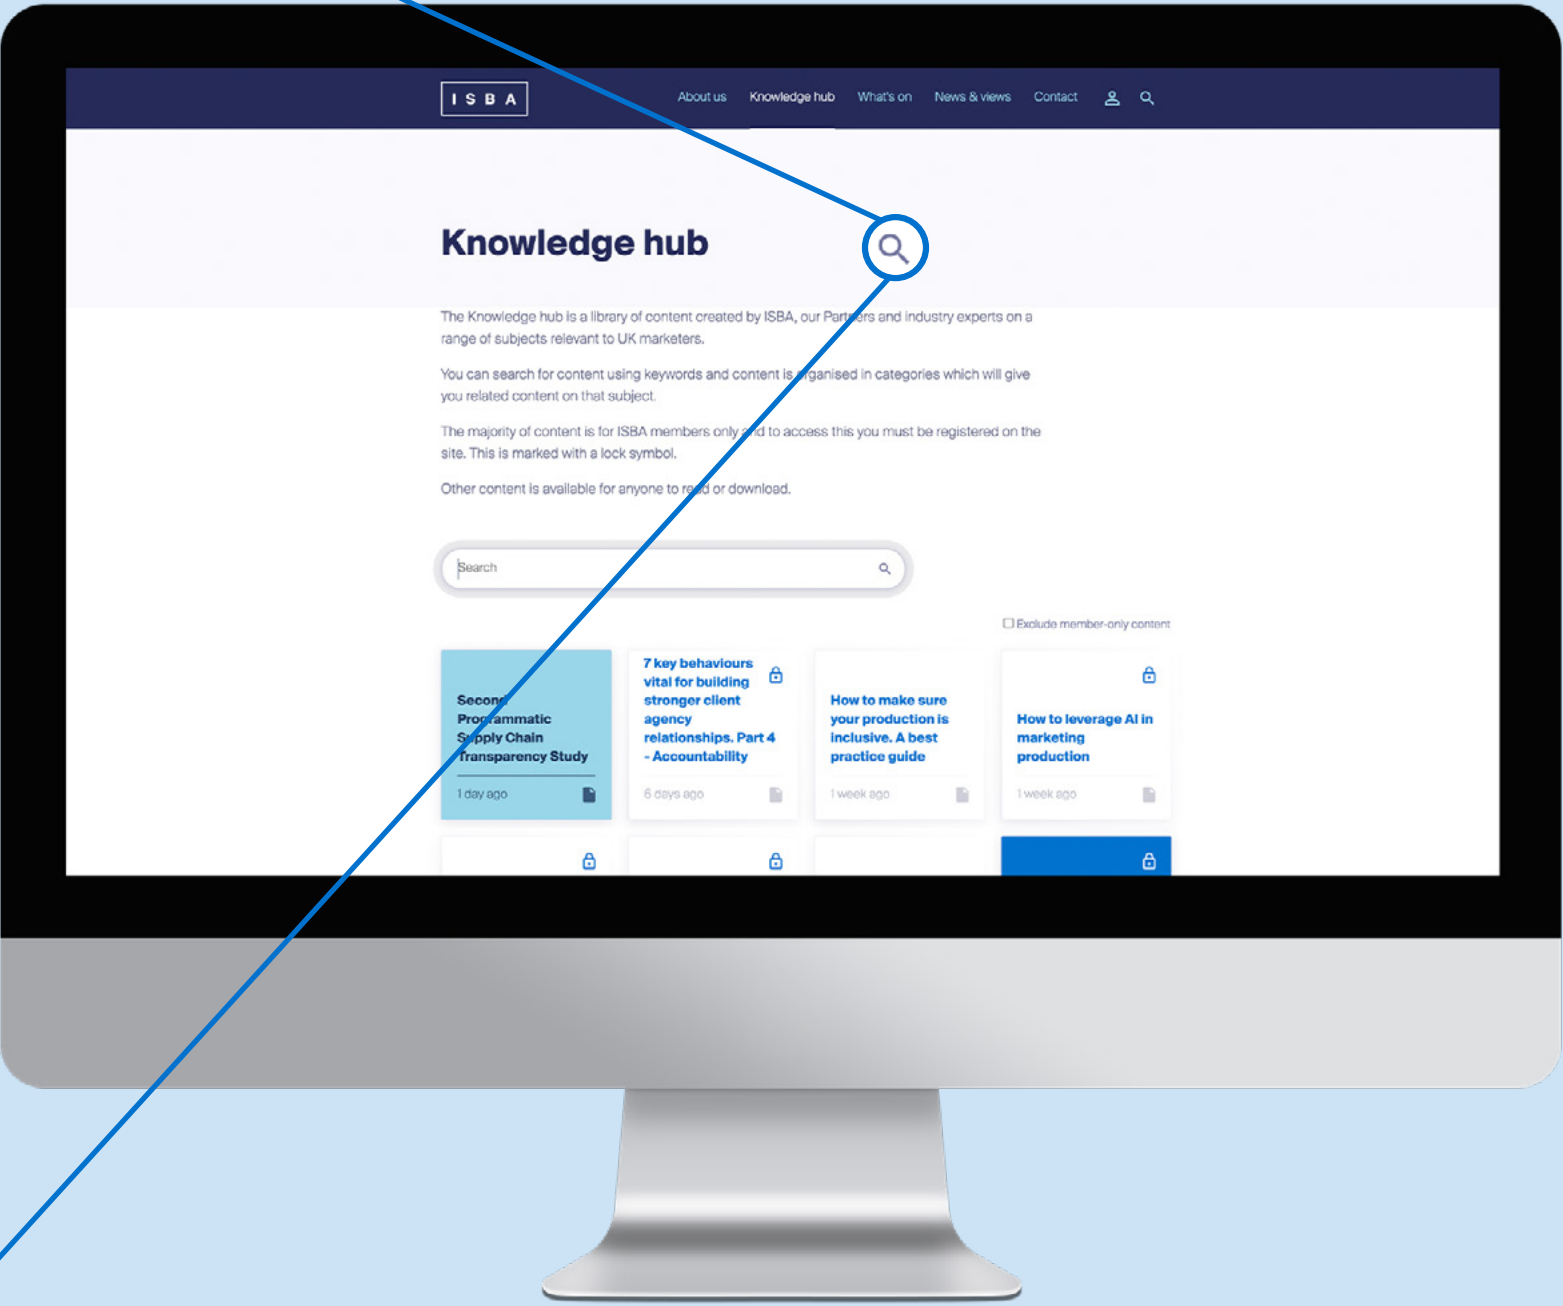 ISBA
About us Knowledge hub What's on News & views Contact
Knowledge hub
The Knowledge hub is a library of content created by ISBA, our Partners and industry experts on a
range of subjects relevant to UK marketers.
You can search for content using keywords and content is organised in categories which will give
you related content on that subject.
The majority of content is for ISBA members only and to access this you must be registered on the
site. This is marked with a lock symbol.
Other content is available for anyone to read or download.
Search
Exclude member-only content
Second
Programmatic
Supply Chain
Transparency Study
1 day ago
7 key behaviours
vital for building
stronger client
agency
relationships. Part 4
- Accountability
6 days ago
How to make sure
your production is
inclusive. A best
practice guide
1 week ago
How to leverage AI in
marketing
production
1 week ago